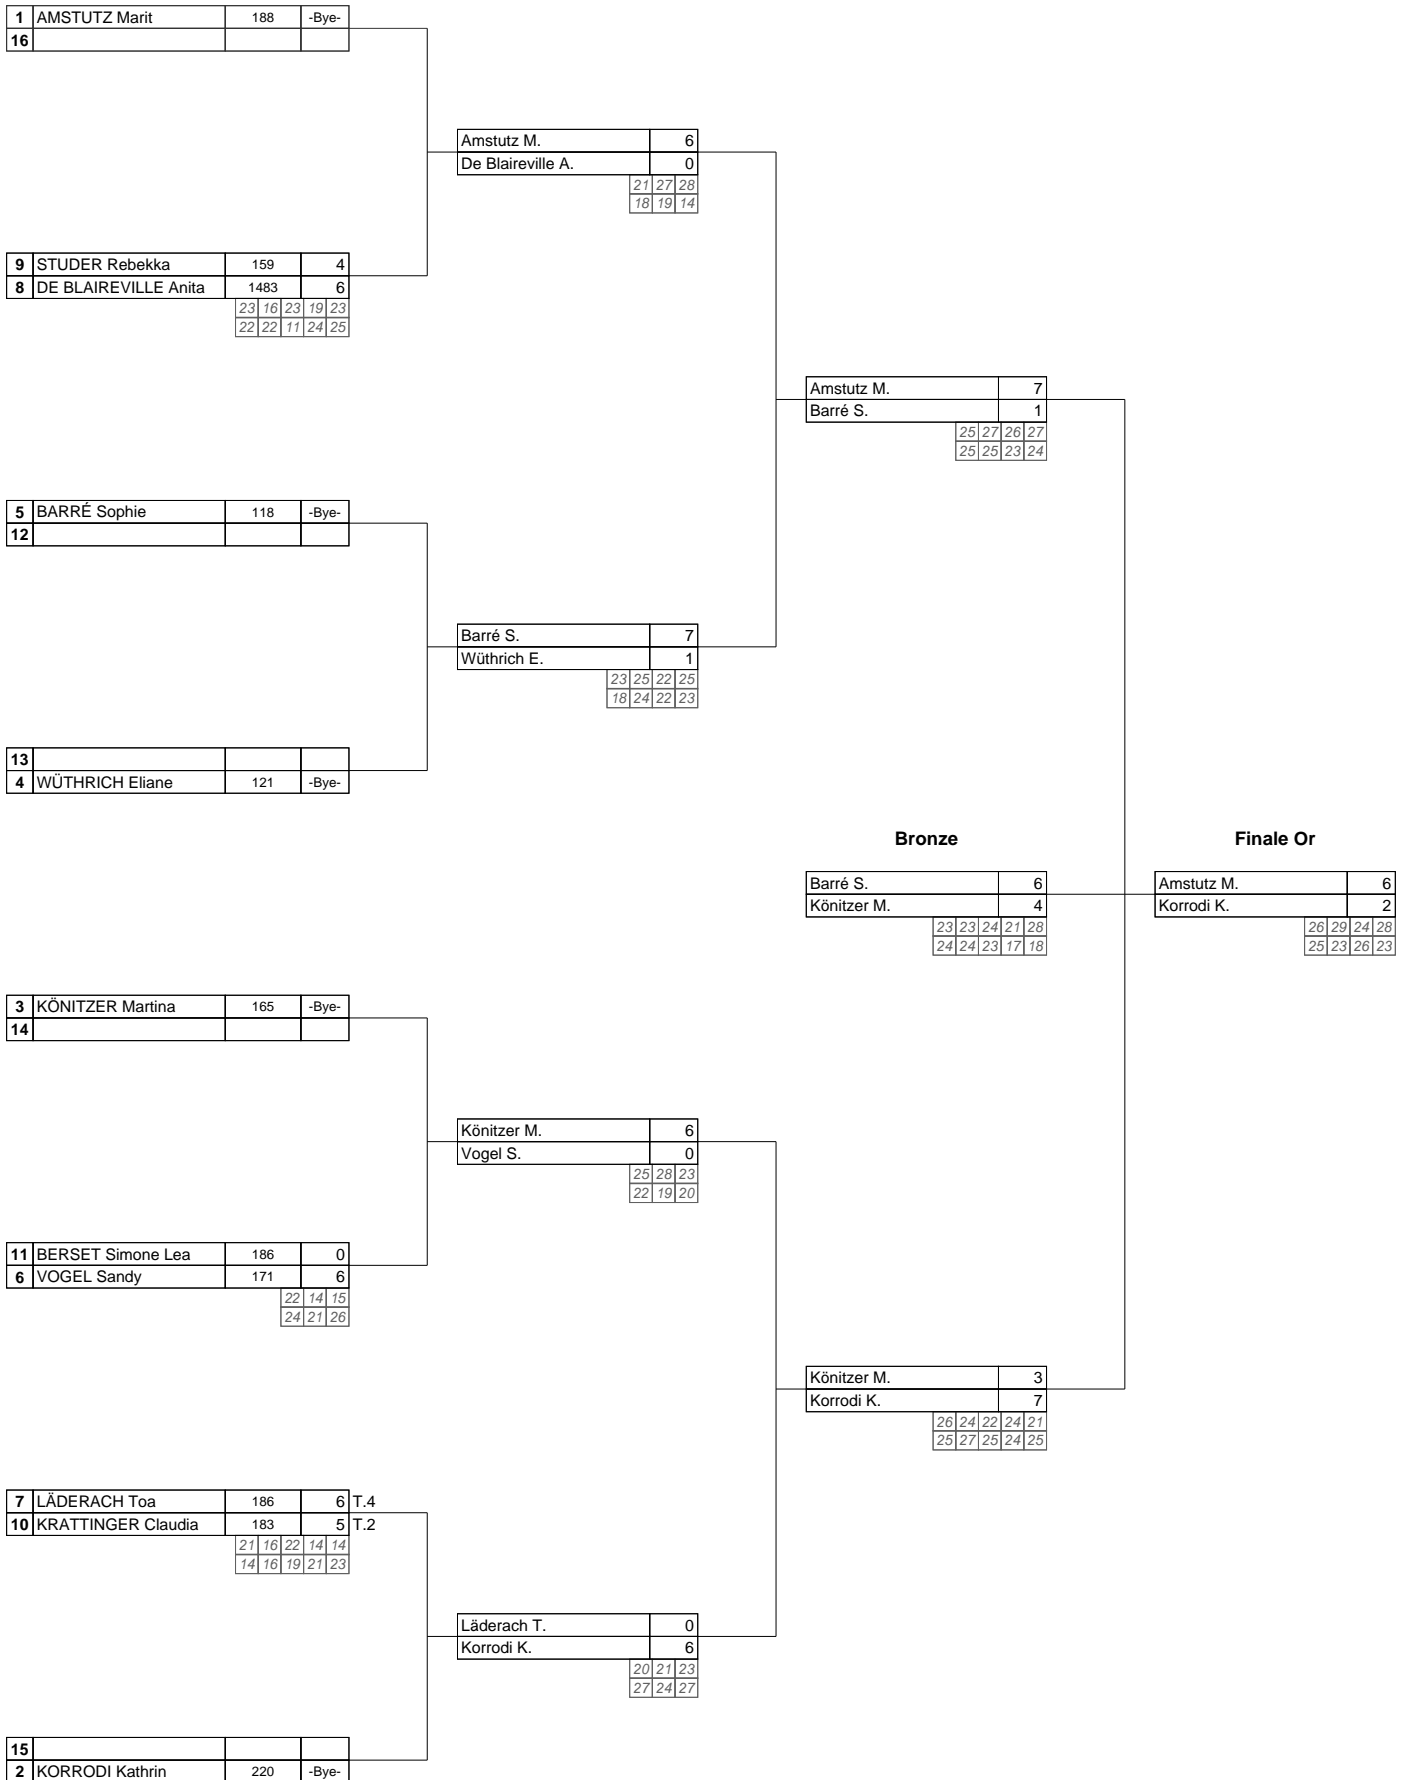 1 AMSTUTZ Marit 188 -Bye-
16
Amstutz M. 6
De Blaireville A. 0
21 27 28
18 19 14
9 STUDER Rebekka 159 4
8 DE BLAIREVILLE Anita 1483 6
23 16 23 19 23
22 22 11 24 25
Amstutz M. 7
Barré S. 1
25 27 26 27
25 25 23 24
5 BARRÉ Sophie 118 -Bye-
12
Barré S. 7
Wüthrich E. 1
23 25 22 25
18 24 22 23
13
4 WÜTHRICH Eliane 121 -Bye-
Bronze Finale Or
Barré S. 6 Amstutz M. 6
Könitzer M. 4 Korrodi K. 2
23 23 24 21 28 26 29 24 28
24 24 23 17 18 25 23 26 23
3 KÖNITZER Martina 165 -Bye-
14
Könitzer M. 6
Vogel S. 0
25 28 23
22 19 20
11 BERSET Simone Lea 186 0
6 VOGEL Sandy 171 6
22 14 15
24 21 26
Könitzer M. 3
Korrodi K. 7
26 24 22 24 21
25 27 25 24 25
7 LÄDERACH Toa 186 6 T.4
10 KRATTINGER Claudia 183 5 T.2
21 16 22 14 14
14 16 19 21 23
Läderach T. 0
Korrodi K. 6
20 21 23
27 24 27
15
2 KORRODI Kathrin 220 -Bye-